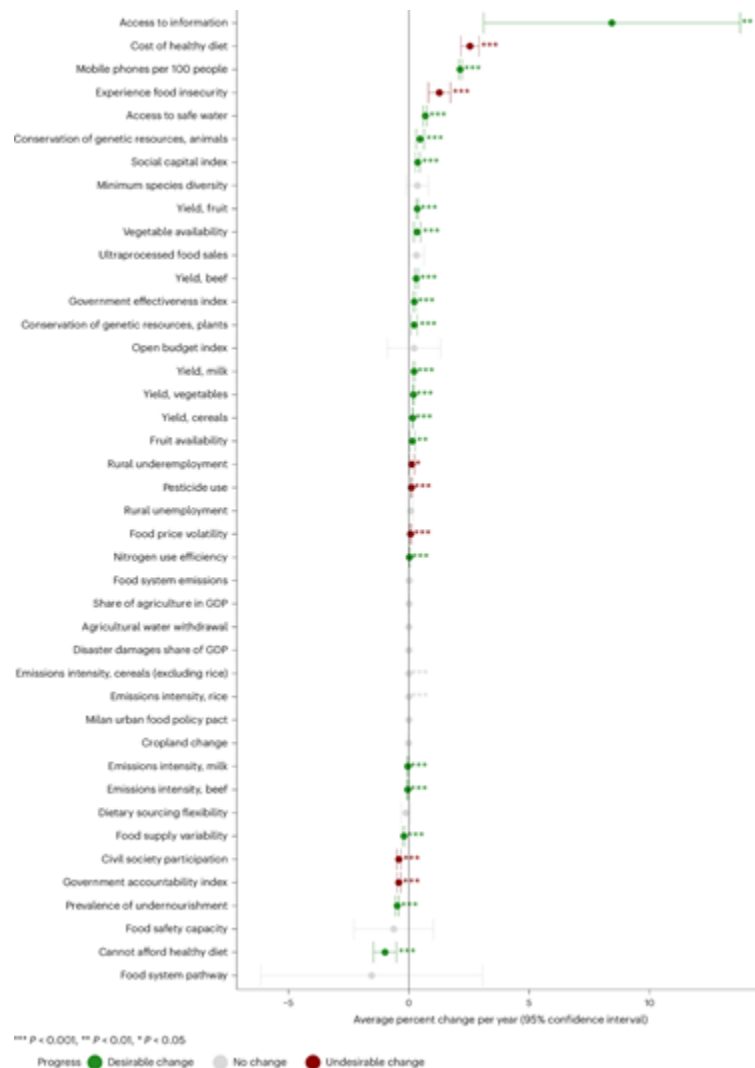 Access to information **
Cost of healthy diet ***
Mobile phones per 100 people ***
Experience food insecurity ***
Access to safe water ***
Conservation of genetic resources, animals ***
Social capital index ***
Minimum species diversity
Yield, fruit ***
Vegetable availability ***
Ultraprocessed food sales
Yield, beef ***
Government effectiveness index ***
Conservation of genetic resources, plants ***
Open budget index
Yield, milk ***
Yield, vegetables ***
Yield, cereals ***
Fruit availability **
Rural underemployment *
Pesticide use ***
Rural unemployment
Food price volatility ***
Nitrogen use efficiency ***
Food system emissions
Share of agriculture in GDP
Agricultural water withdrawal
Disaster damages share of GDP
Emissions intensity, cereals (excluding rice) ***
Emissions intensity, rice ***
Milan urban food policy pact
Cropland change
Emissions intensity, milk ***
Emissions intensity, beef ***
Dietary sourcing flexibility
Food supply variability ***
Civil society participation ***
Government accountability index ***
Prevalence of undernourishment ***
Food safety capacity
Cannot afford healthy diet ***
Food system pathway
-5 0 5 10
Average percent change per year (95% confidence interval)
*** P < 0.001, ** P < 0.01, * P < 0.05
Progress Desirable change No change Undesirable change